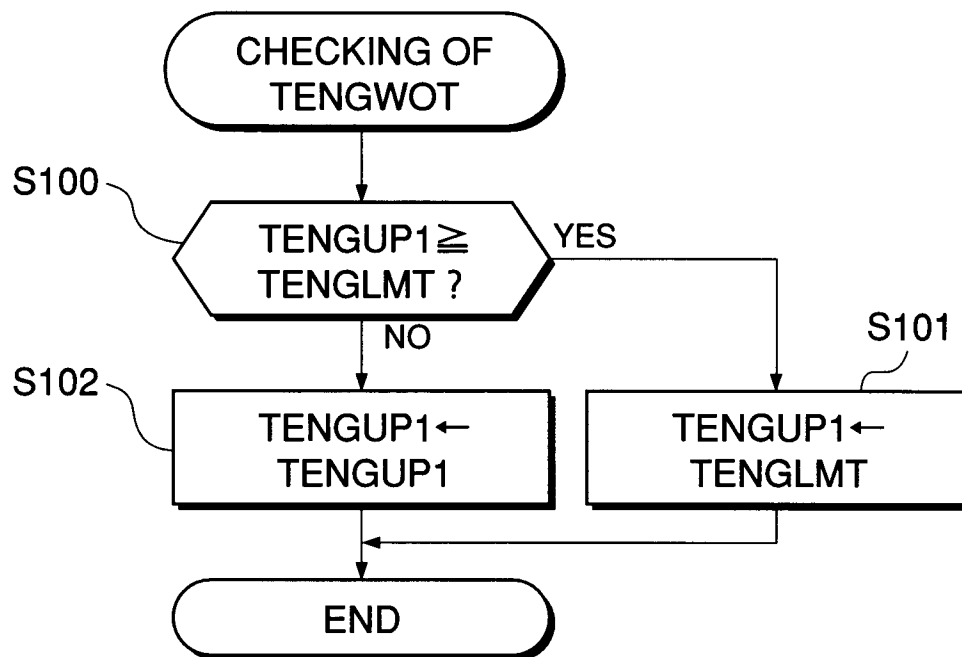 CHECKING OF
TENGWOT
S100
TENGUP1≧
TENGLMT ?
YES
NO
S101
S102
TENGUP1←
TENGUP1
TENGUP1←
TENGLMT
END